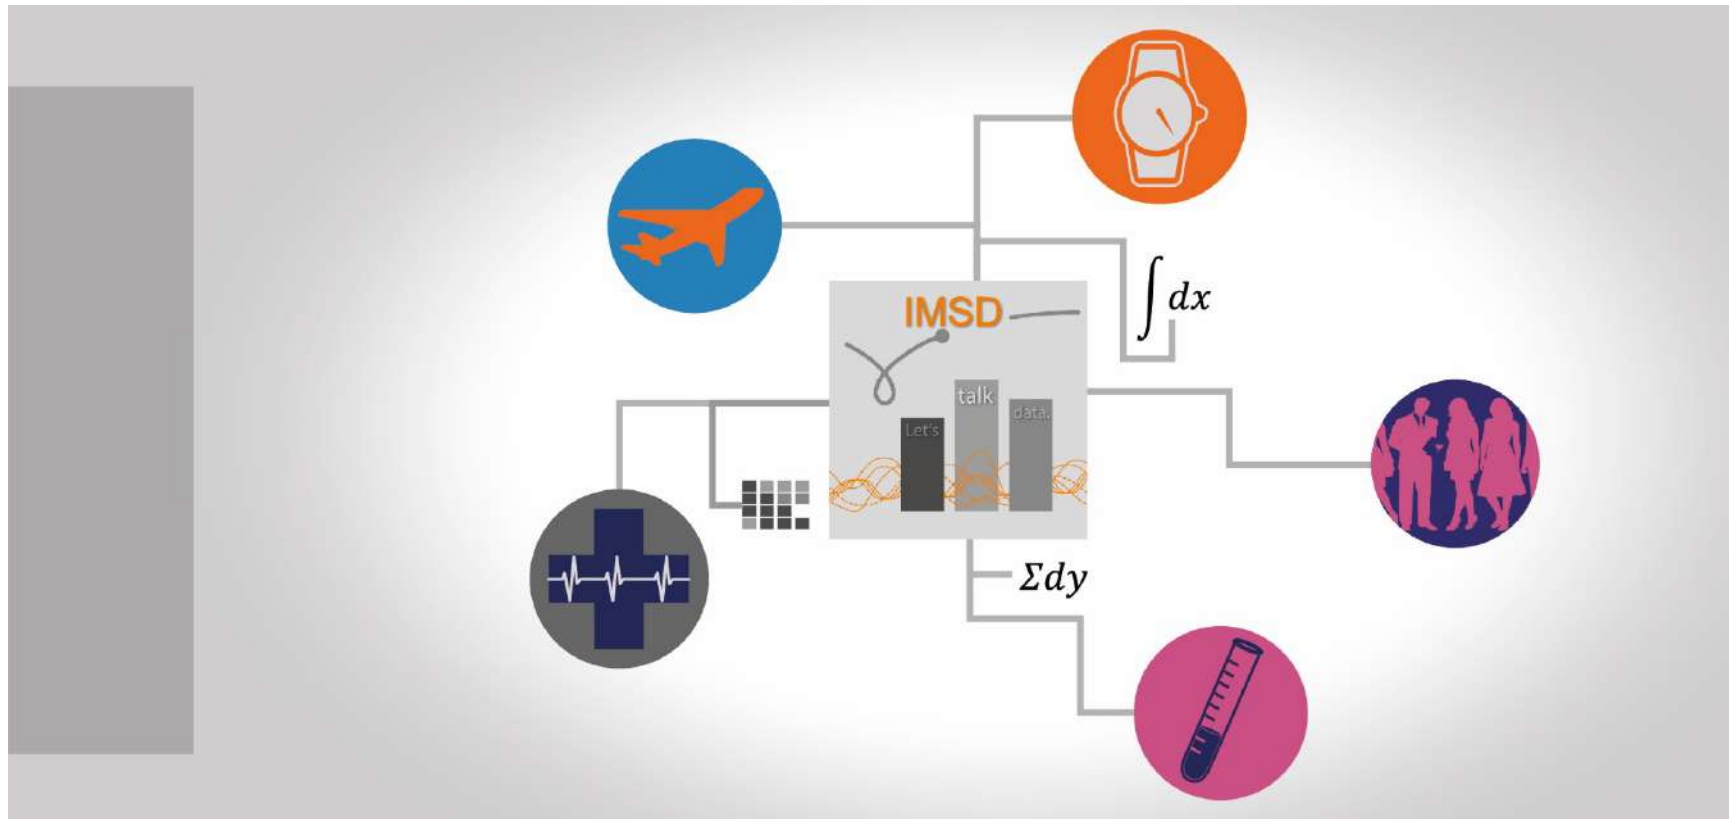 IMSD
∫ dx
talk
data.
Let's
Σdy